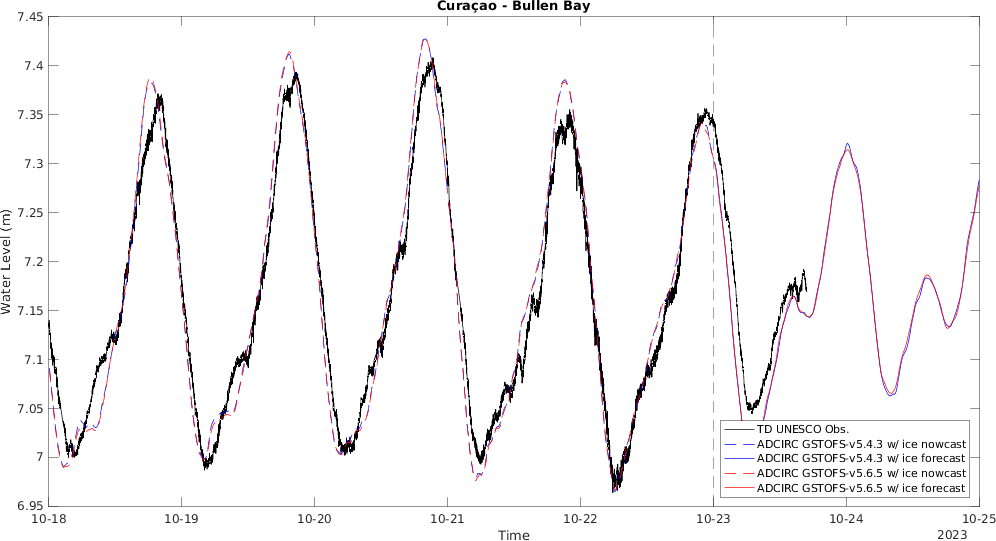 Curaçao - Bullen Bay
Water Level (m)
7.45
7.4
7.35
7.3
7.25
7.2
7.15
7.1
7.05
7
6.95
10-18
10-19
10-20
10-21
10-22
10-23
10-24
10-25
Time
2023
TD UNESCO Obs.
ADCIRC GSTOFS-v5.4.3 w/ ice nowcast
ADCIRC GSTOFS-v5.4.3 w/ ice forecast
ADCIRC GSTOFS-v5.6.5 w/ ice nowcast
ADCIRC GSTOFS-v5.6.5 w/ ice forecast